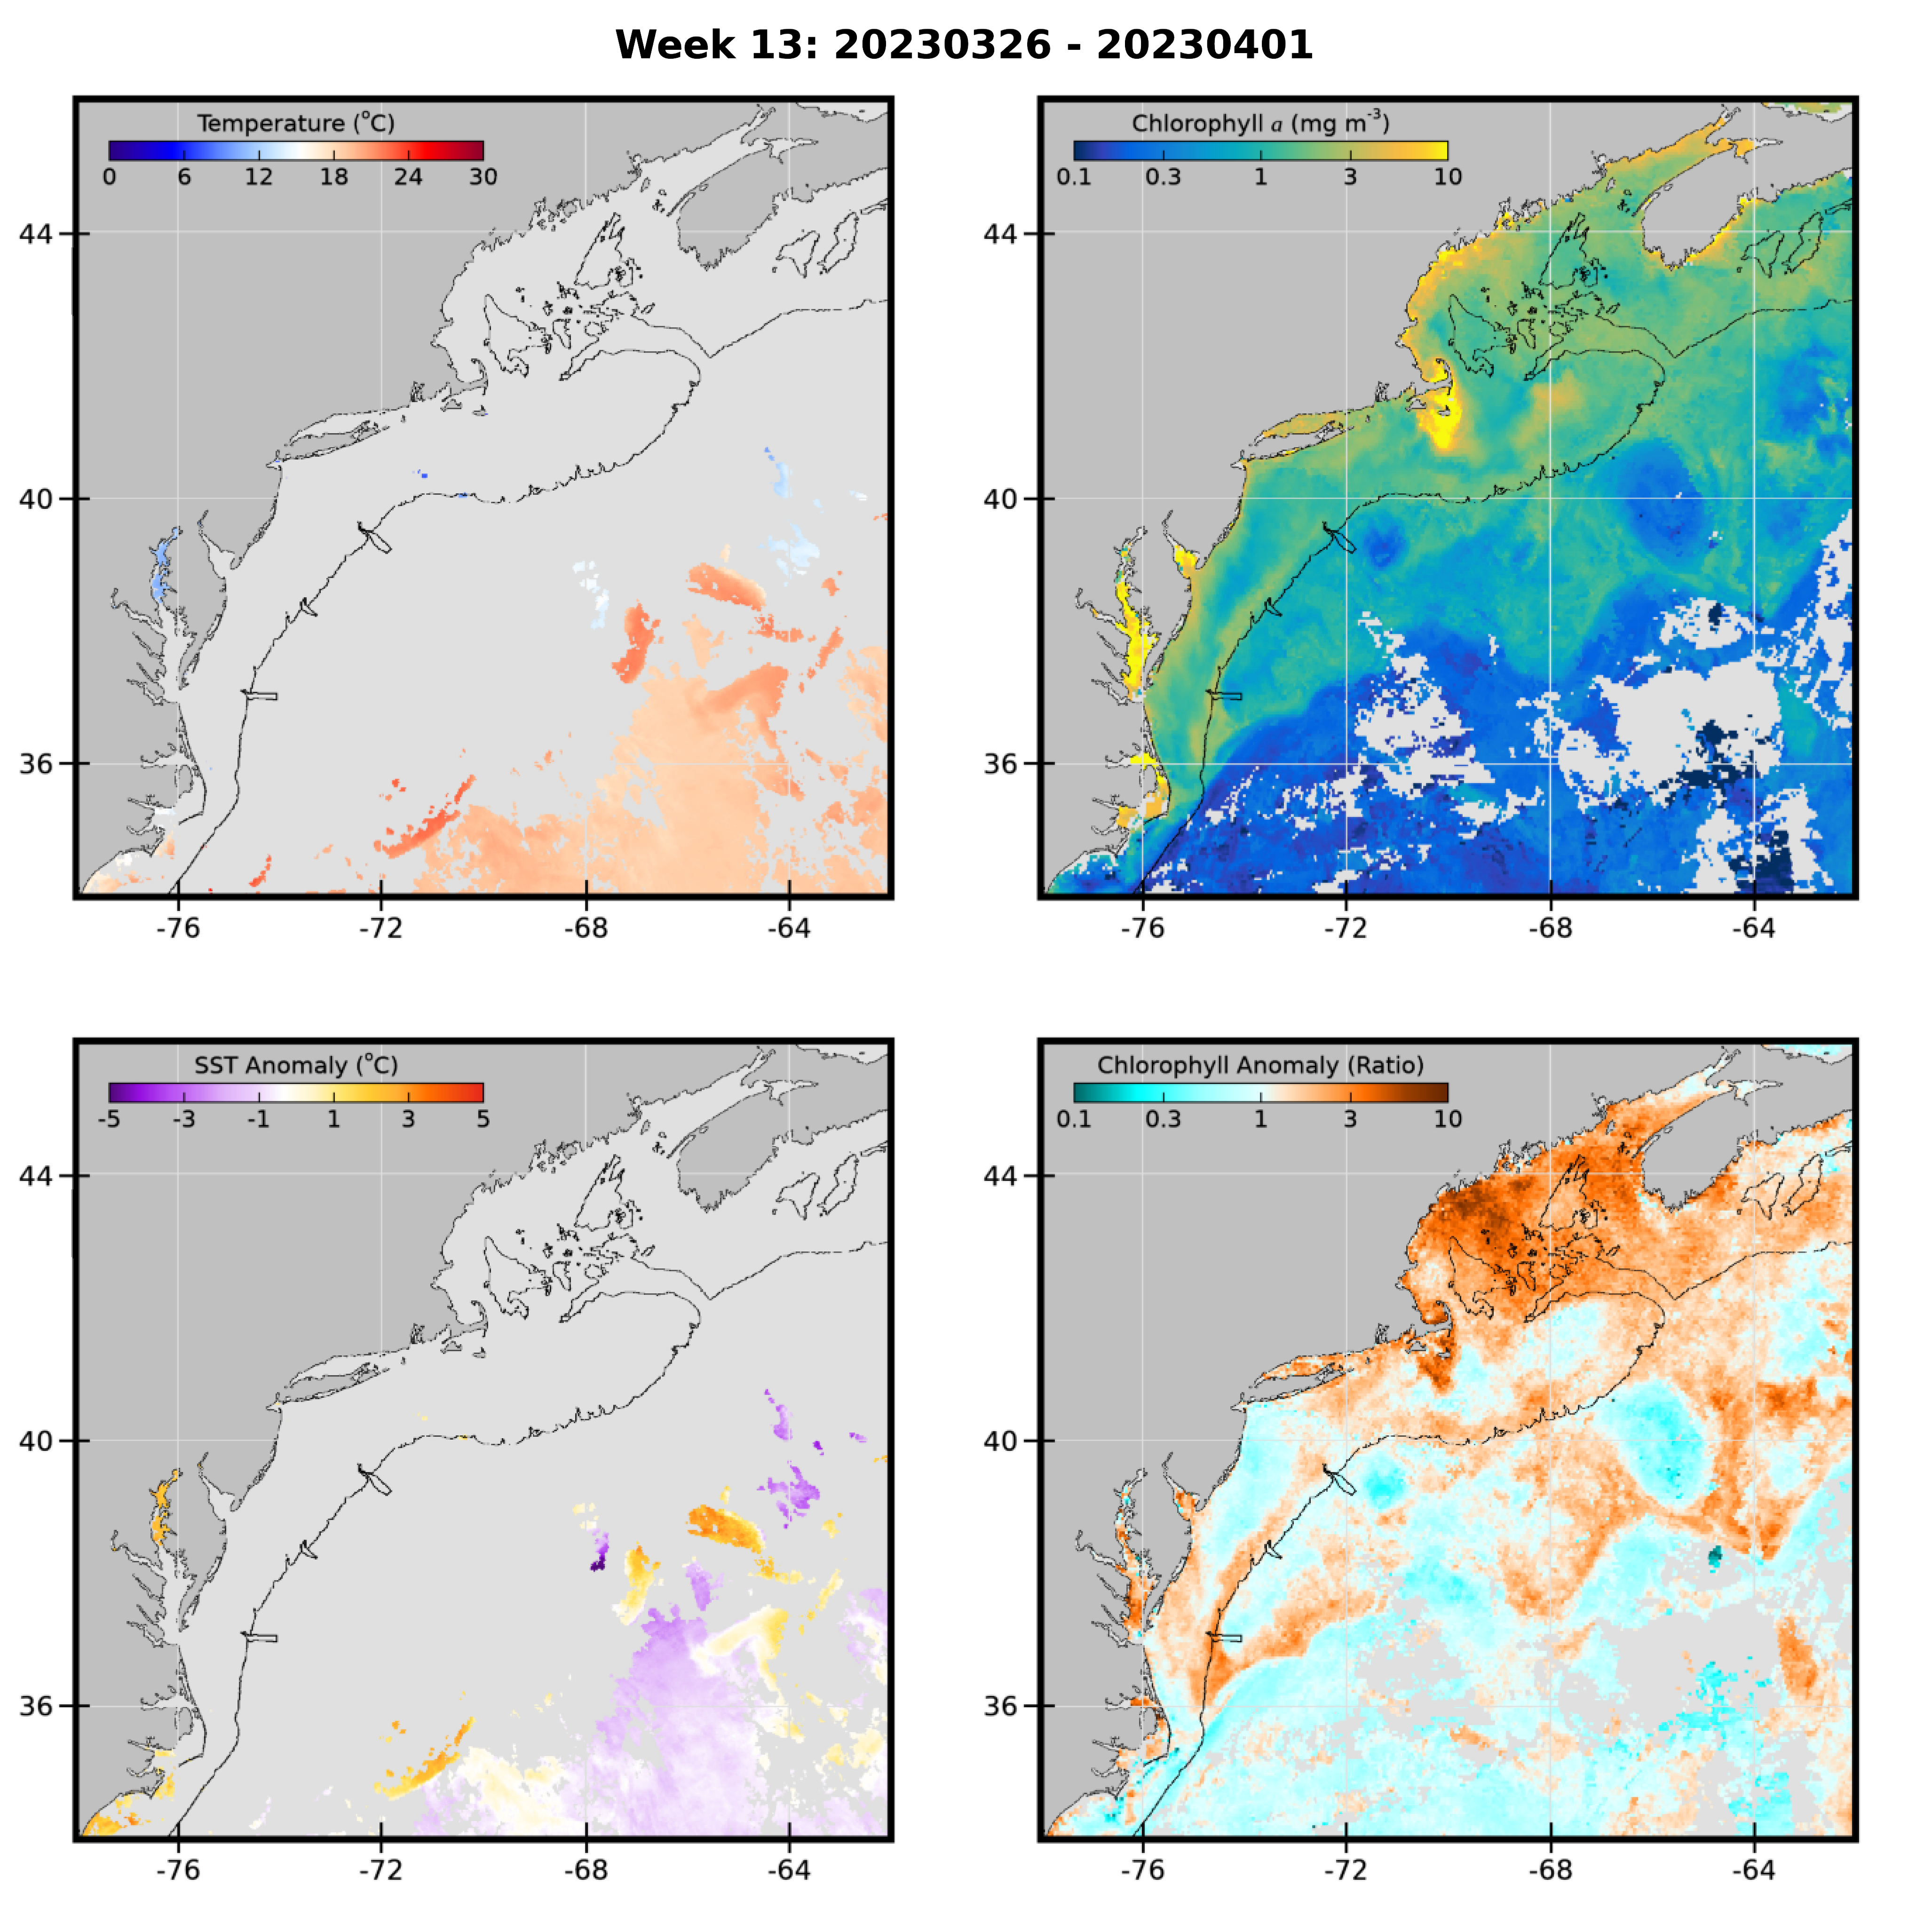 Week 13: 20230326 - 20230401
Temperature (°C)
0 6 12 18 24 30
44
40
36
-76 -72 -68 -64
Chlorophyll a (mg m⁻³)
0.1 0.3 1 3 10
44
40
36
-76 -72 -68 -64
SST Anomaly (°C)
-5 -3 -1 1 3 5
44
40
36
-76 -72 -68 -64
Chlorophyll Anomaly (Ratio)
0.1 0.3 1 3 10
44
40
36
-76 -72 -68 -64